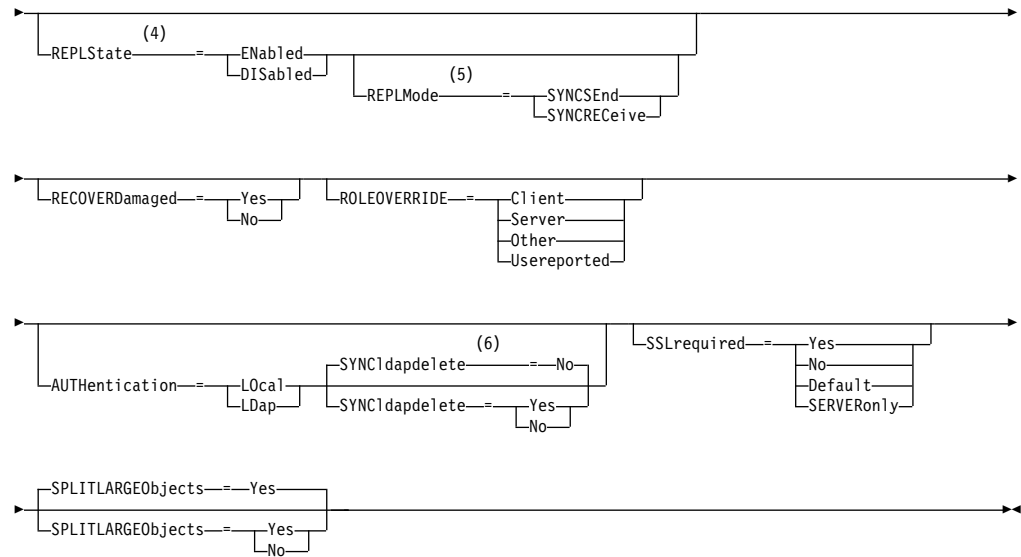 (4)
REPLState = ENabled
DISabled
(5)
REPLMode = SYNCSEnd
SYNCRECeive
RECOVERDamaged = Yes
No
ROLEOVERRIDE = Client
Server
Other
Usereported
(6)
AUTHentication = LOcal
LDap
SYNCldapdelete = No
SYNCldapdelete = Yes
No
SSLrequired = Yes
No
Default
SERVERonly
SPLITLARGEObjects = Yes
SPLITLARGEObjects = Yes
No